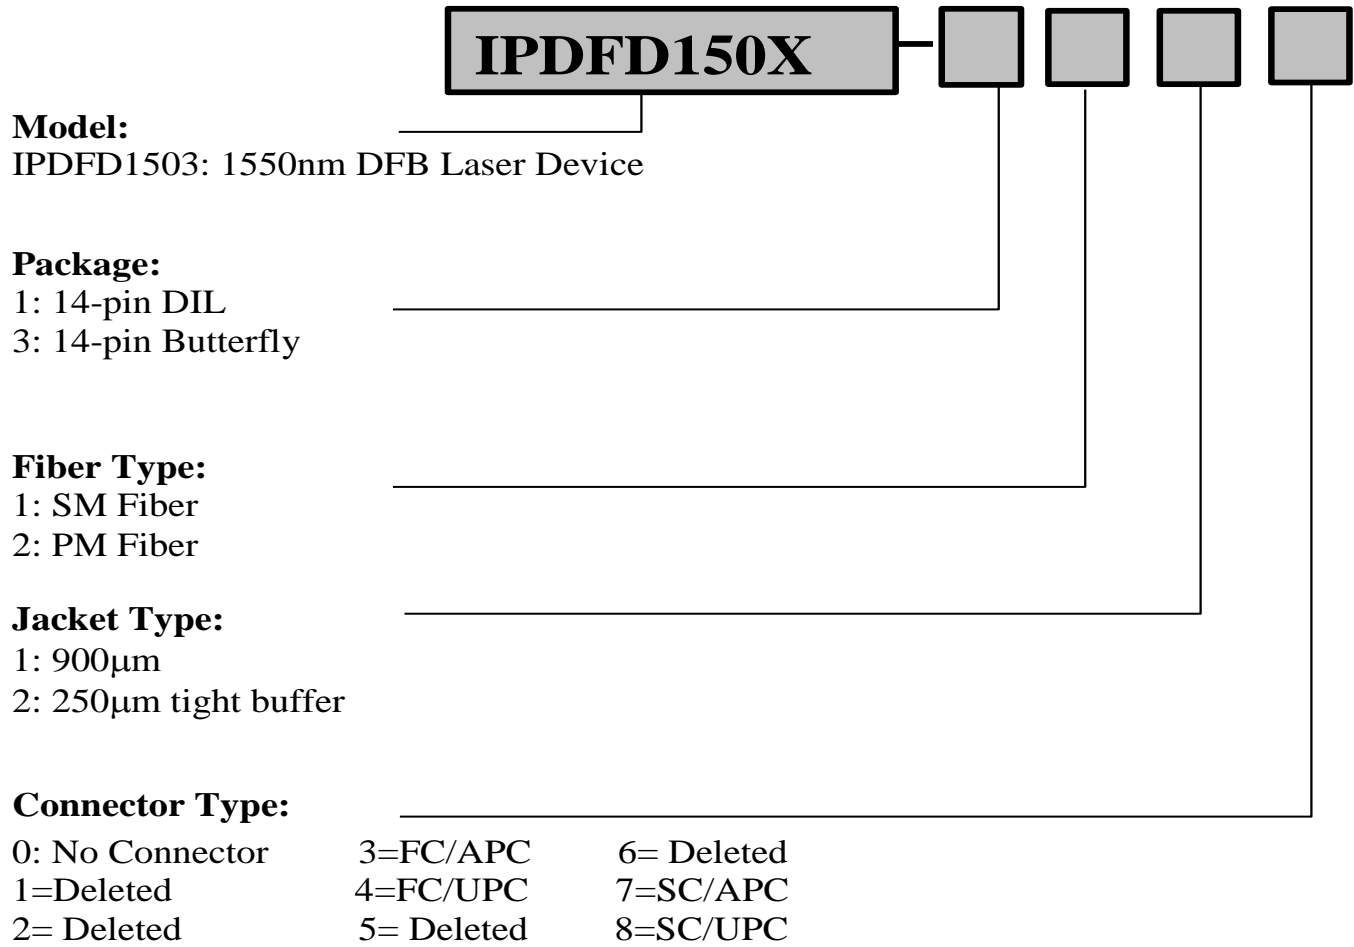 IPDFD150X
Model:
IPDFD1503: 1550nm DFB Laser Device
Package:
1: 14-pin DIL
3: 14-pin Butterfly
Fiber Type:
1: SM Fiber
2: PM Fiber
Jacket Type:
1: 900μm
2: 250μm tight buffer
Connector Type:
0: No Connector 3=FC/APC 6= Deleted
1=Deleted 4=FC/UPC 7=SC/APC
2= Deleted 5= Deleted 8=SC/UPC